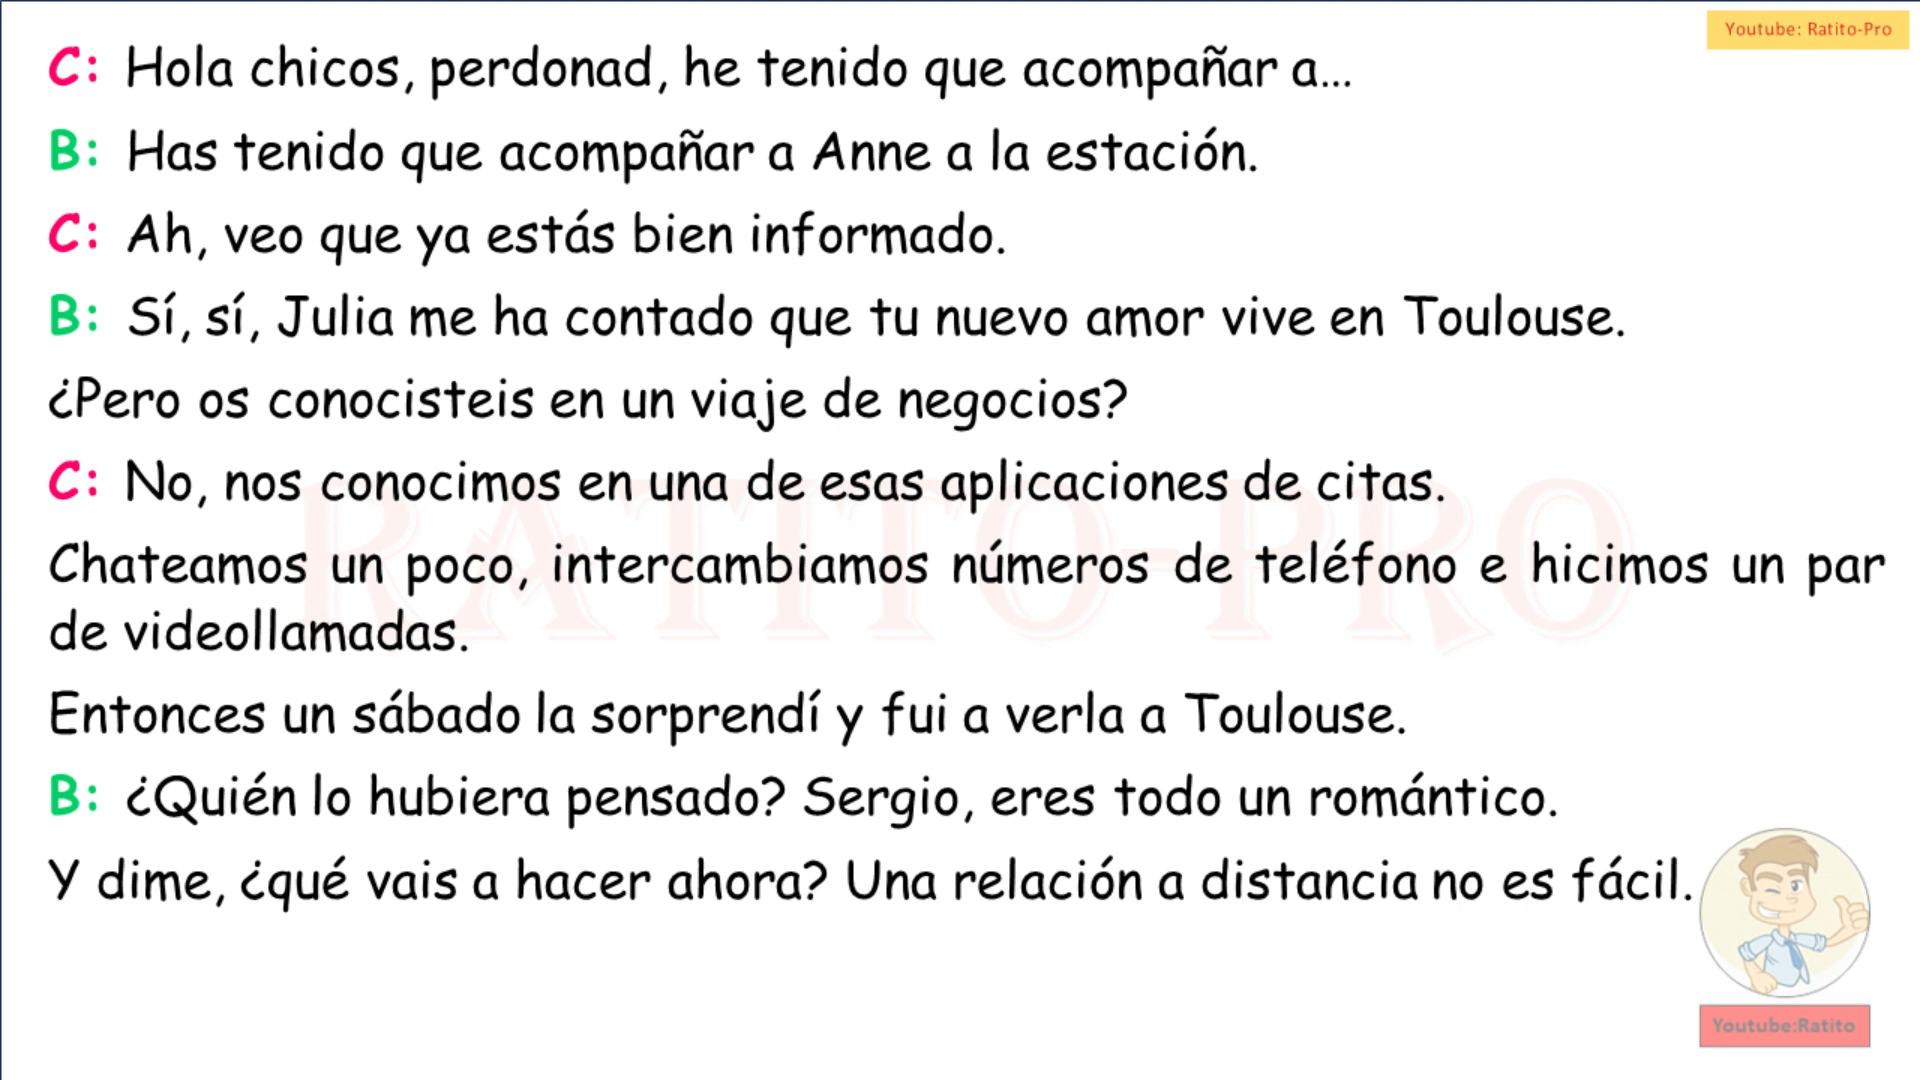 Youtube: Ratito-Pro
C: Hola chicos, perdonad, he tenido que acompañar a...
B: Has tenido que acompañar a Anne a la estación.
C: Ah, veo que ya estás bien informado.
B: Sí, sí, Julia me ha contado que tu nuevo amor vive en Toulouse.
¿Pero os conocisteis en un viaje de negocios?
C: No, nos conocimos en una de esas aplicaciones de citas.
RATITO-PRO
Chateamos un poco, intercambiamos números de teléfono e hicimos un par
de videollamadas.
Entonces un sábado la sorprendí y fui a verla a Toulouse.
B: ¿Quién lo hubiera pensado? Sergio, eres todo un romántico.
Y dime, ¿qué vais a hacer ahora? Una relación a distancia no es fácil.
Youtube:Ratito